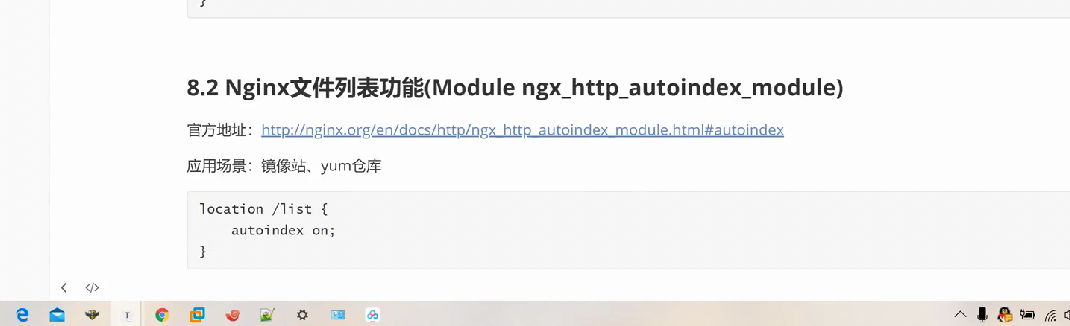 }
8.2 Nginx文件列表功能(Module ngx_http_autoindex_module)
官方地址：http://nginx.org/en/docs/http/ngx_http_autoindex_module.html#autoindex
应用场景：镜像站、yum仓库
location /list {
    autoindex on;
}